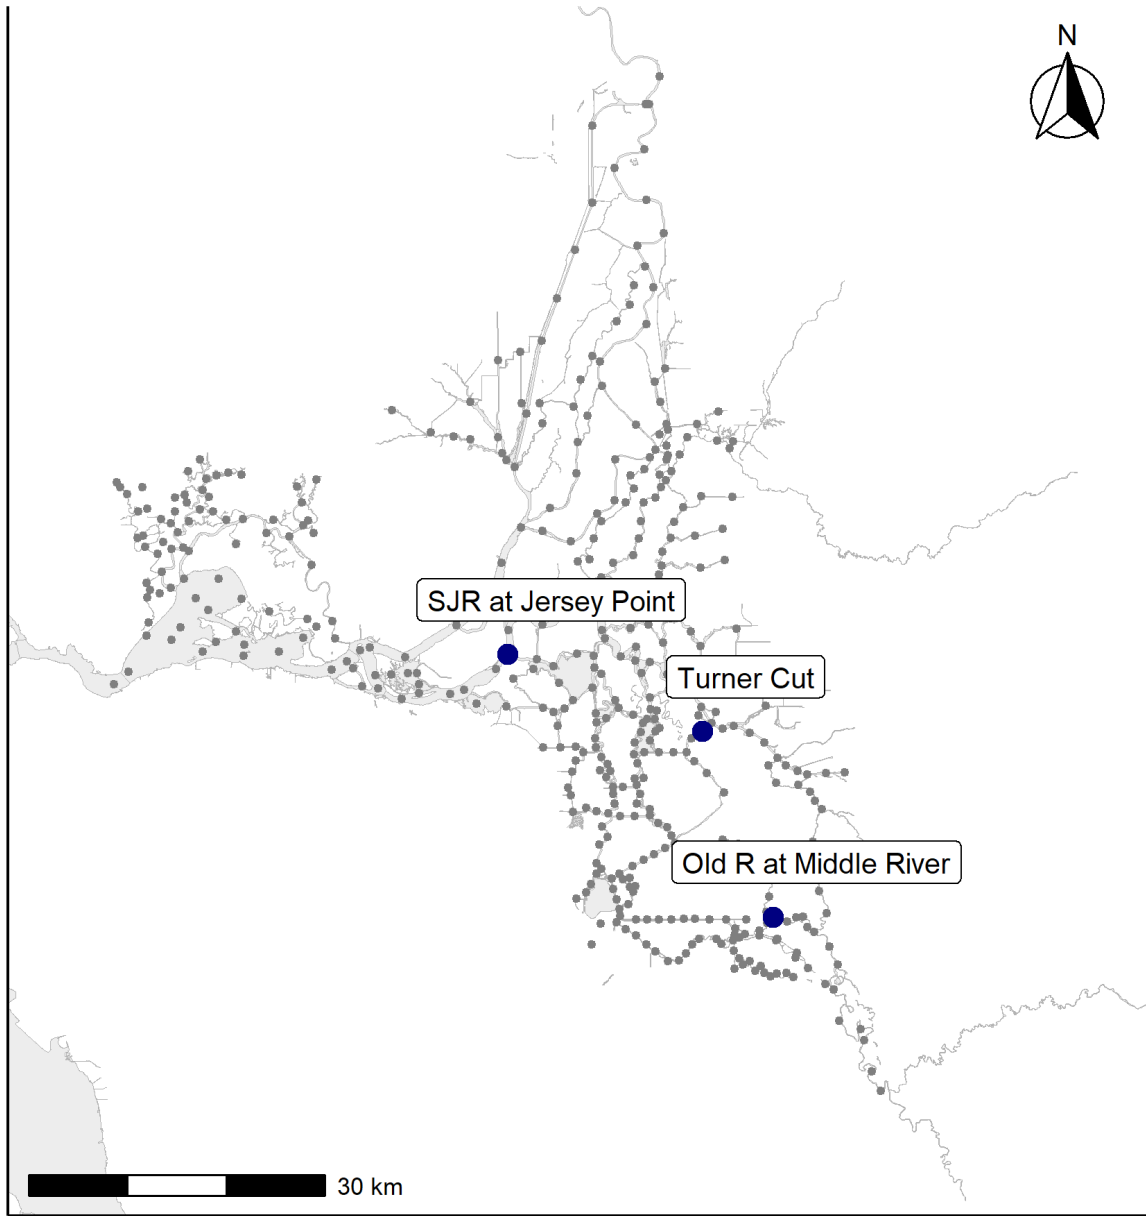 N
SJR at Jersey Point
Turner Cut
Old R at Middle River
30 km